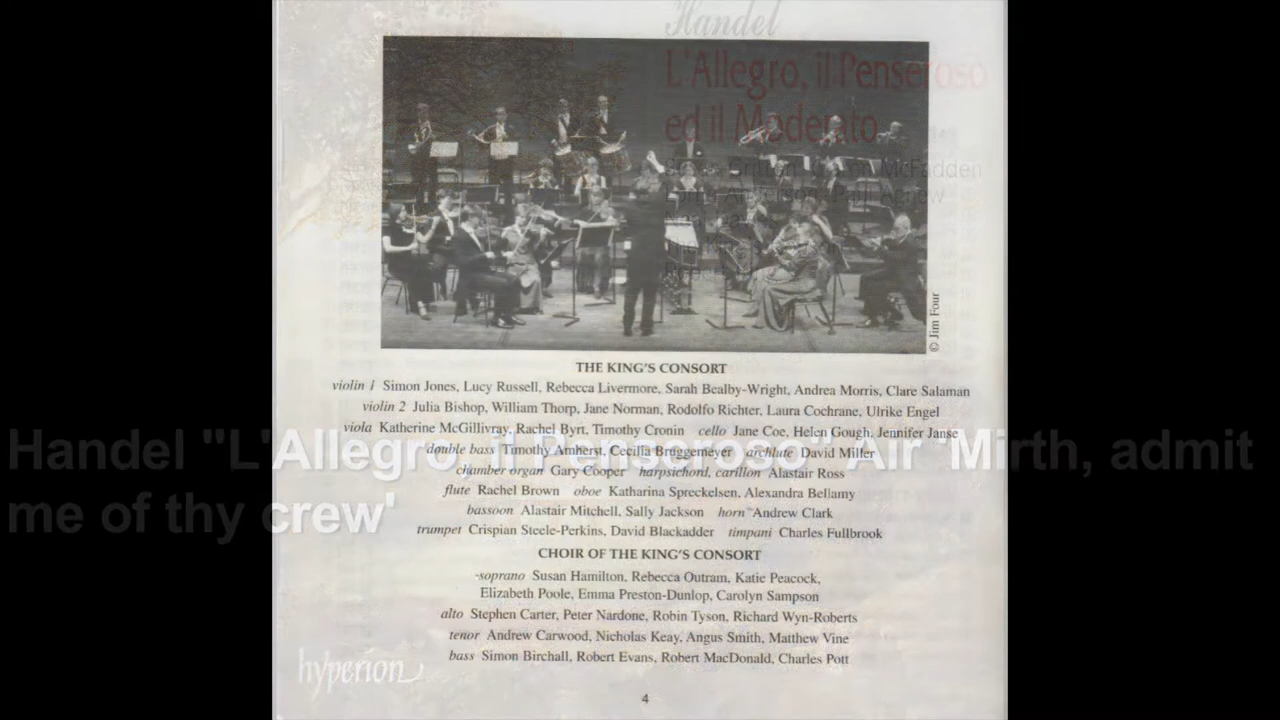 Handel
L'Allegro, il Penseroso
ed il Moderato
Gritton McFadden
Agnew
© Jim Four
THE KING'S CONSORT
violin 1 Simon Jones, Lucy Russell, Rebecca Livermore, Sarah Bealby-Wright, Andrea Morris, Clare Salaman
violin 2 Julia Bishop, William Thorp, Jane Norman, Rodolfo Richter, Laura Cochrane, Ulrike Engel
viola Katherine McGillivray, Rachel Byrt, Timothy Cronin cello Jane Coe, Helen Gough, Jennifer Janse
Handel "L'Allegro, il Penseroso" Air 'Mirth, admit
me of thy crew'
double bass Timothy Amherst, Cecilia Bruggemeyer archlute David Miller
chamber organ Gary Cooper harpsichord, carillon Alastair Ross
flute Rachel Brown oboe Katharina Spreckelsen, Alexandra Bellamy
bassoon Alastair Mitchell, Sally Jackson horn Andrew Clark
trumpet Crispian Steele-Perkins, David Blackadder timpani Charles Fullbrook
CHOIR OF THE KING'S CONSORT
soprano Susan Hamilton, Rebecca Outram, Katie Peacock,
Elizabeth Poole, Emma Preston-Dunlop, Carolyn Sampson
alto Stephen Carter, Peter Nardone, Robin Tyson, Richard Wyn-Roberts
tenor Andrew Carwood, Nicholas Keay, Angus Smith, Matthew Vine
bass Simon Birchall, Robert Evans, Robert MacDonald, Charles Pott
hyperion
4